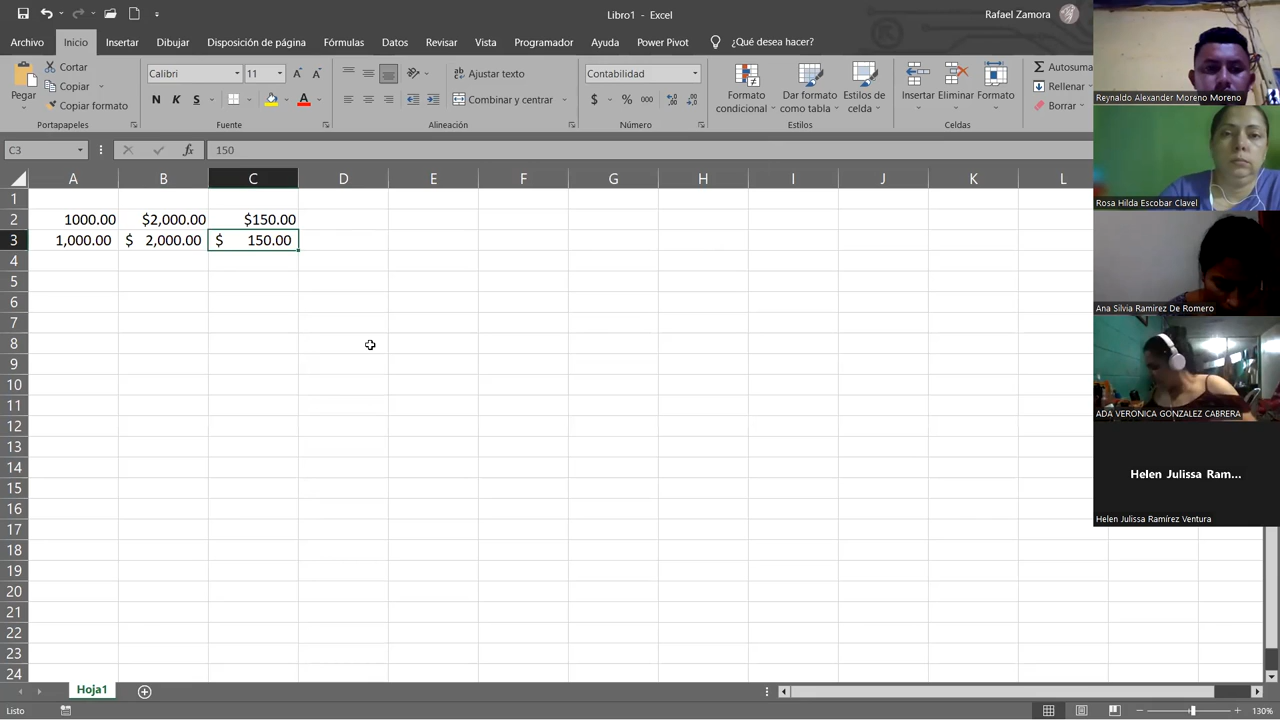 Libro1 - Excel
Rafael Zamora
Archivo Inicio Insertar Dibujar Disposición de página Fórmulas Datos Revisar Vista Programador Ayuda Power Pivot ¿Qué desea hacer?
Pegar
Cortar
Copiar
Copiar formato
Portapapeles
Calibri 11
N K S
Fuente
Ajustar texto
Combinar y centrar
Alineación
Contabilidad
$ % 000
Número
Formato condicional
Dar formato como tabla
Estilos de celda
Estilos
Insertar Eliminar Formato
Celdas
Autosuma
Rellenar
Borrar
C3 fx 150
A B C D E F G H I J K L
1
2 1000.00 $2,000.00 $150.00
3 1,000.00 $ 2,000.00 $ 150.00
4
5
6
7
8
9
10
11
12
13
14
15
16
17
18
19
20
21
22
23
24
Hoja1
Listo
130%
Reynaldo Alexander Moreno Moreno
Rosa Hilda Escobar Clavel
Ana Silvia Ramirez De Romero
ADA VERONICA GONZALEZ CABRERA
Helen Julissa Ram...
Helen Julissa Ramírez Ventura